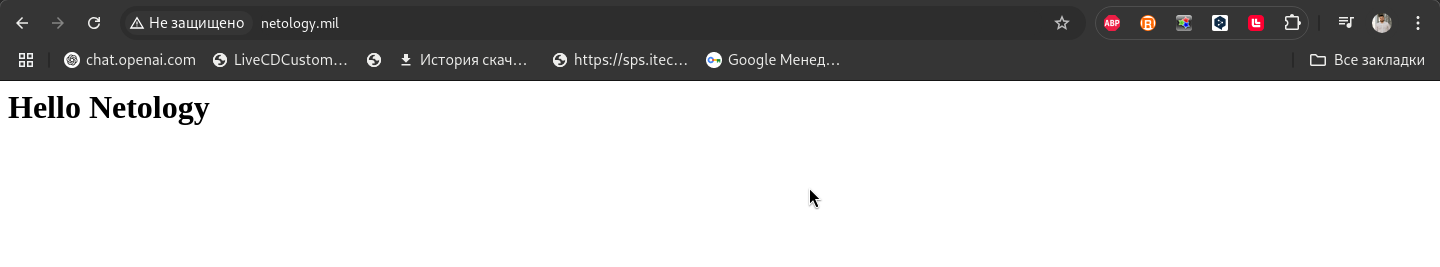 Не защищено netology.mil ABP
chat.openai.com LiveCDCustom... История скач... https://sps.itec... Google Менед... Все закладки
Hello Netology